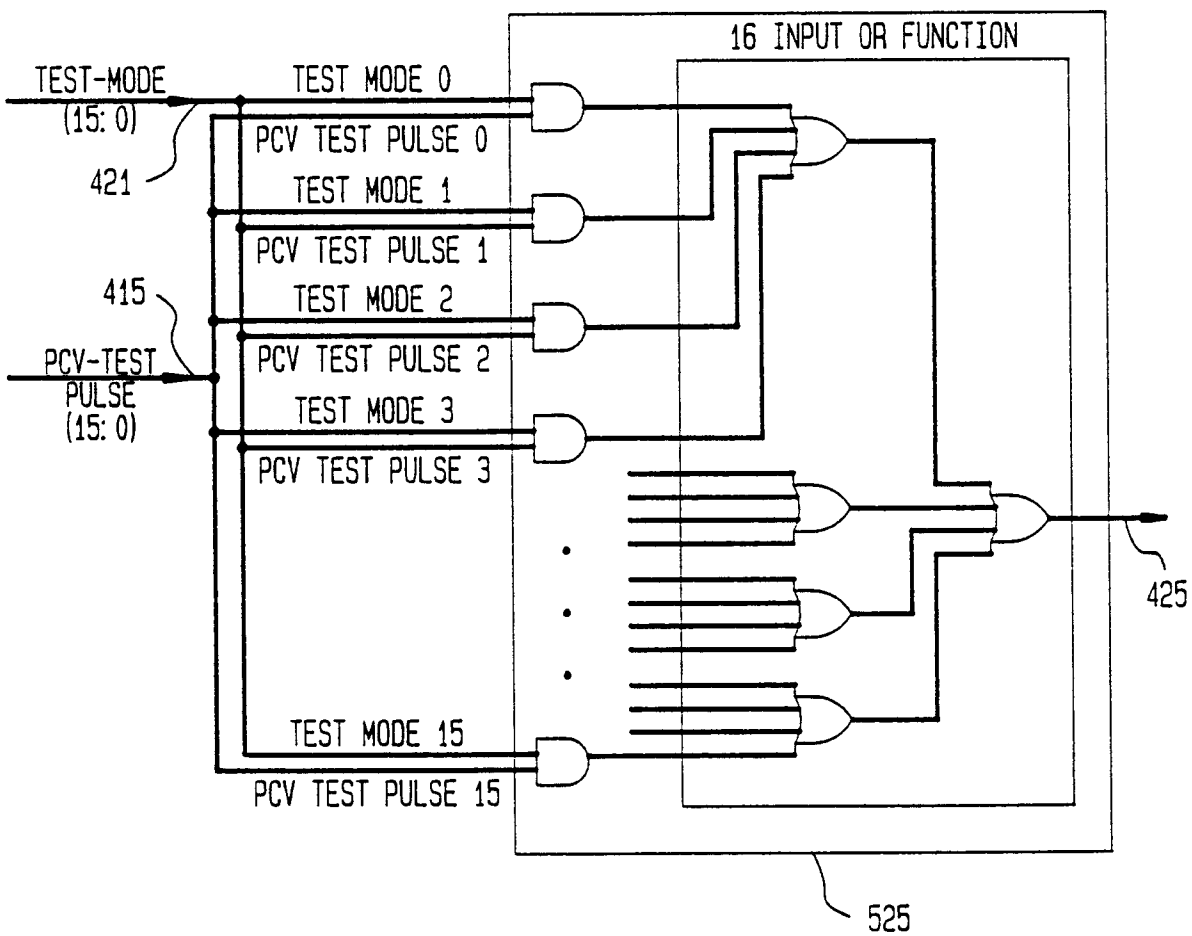 16 INPUT OR FUNCTION
TEST-MODE
(15:0)
421
TEST MODE 0
PCV TEST PULSE 0
TEST MODE 1
PCV TEST PULSE 1
415
TEST MODE 2
PCV TEST PULSE 2
PCV-TEST
PULSE
(15:0)
TEST MODE 3
PCV TEST PULSE 3
425
TEST MODE 15
PCV TEST PULSE 15
525